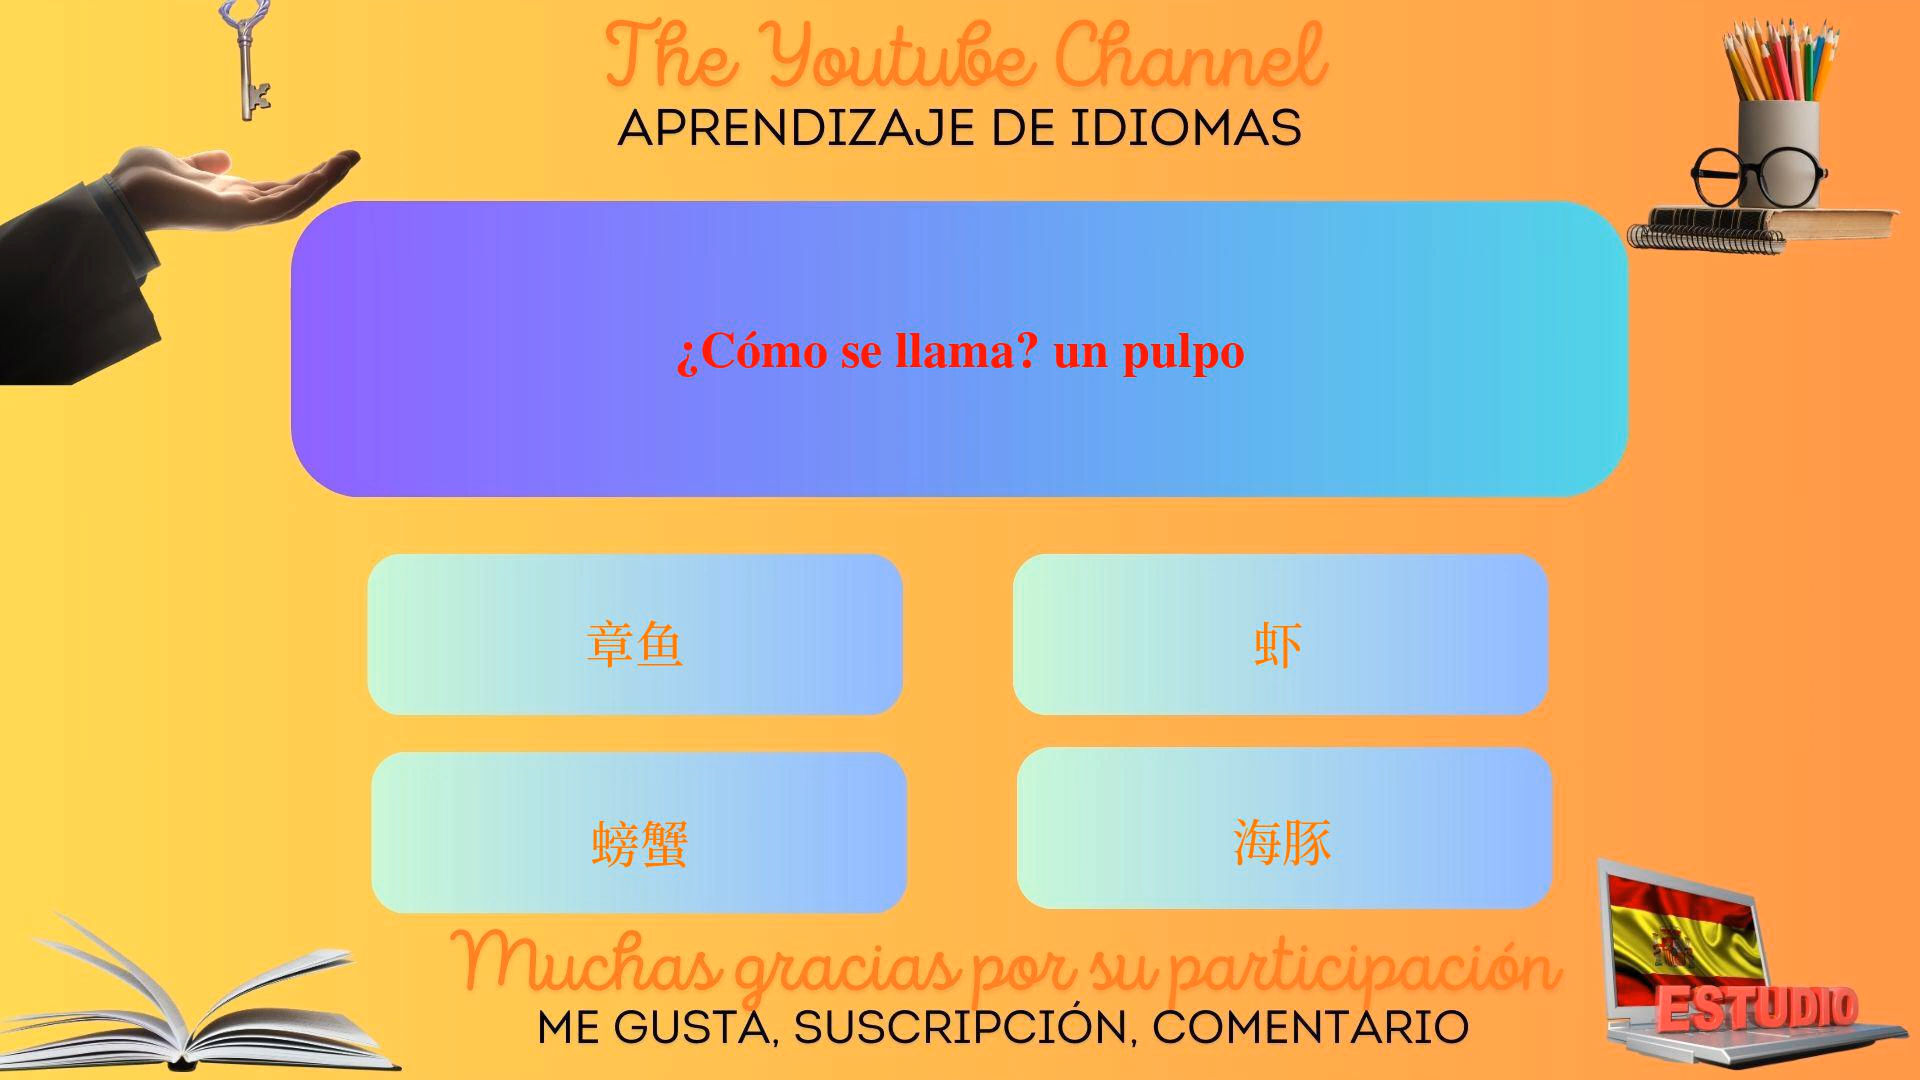 The Youtube Channel
APRENDIZAJE DE IDIOMAS
¿Cómo se llama? un pulpo
章鱼
虾
螃蟹
海豚
Muchas gracias por su participación
ME GUSTA, SUSCRIPCIÓN, COMENTARIO
ESTUDIO